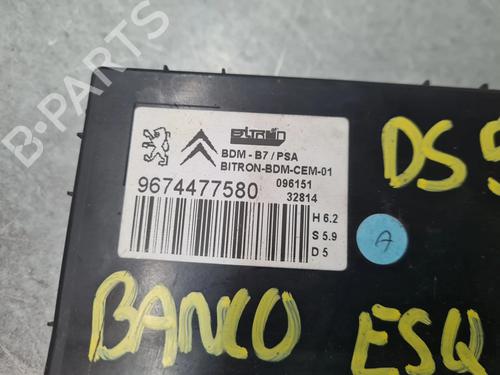 BITRON
BDM - B7 / PSA
BITRON-BDM-CEM-01
096151
9674477580
32814
H 6.2
S 5.9
D 5
A
DS 5
BANCO ESQ
B-PARTS